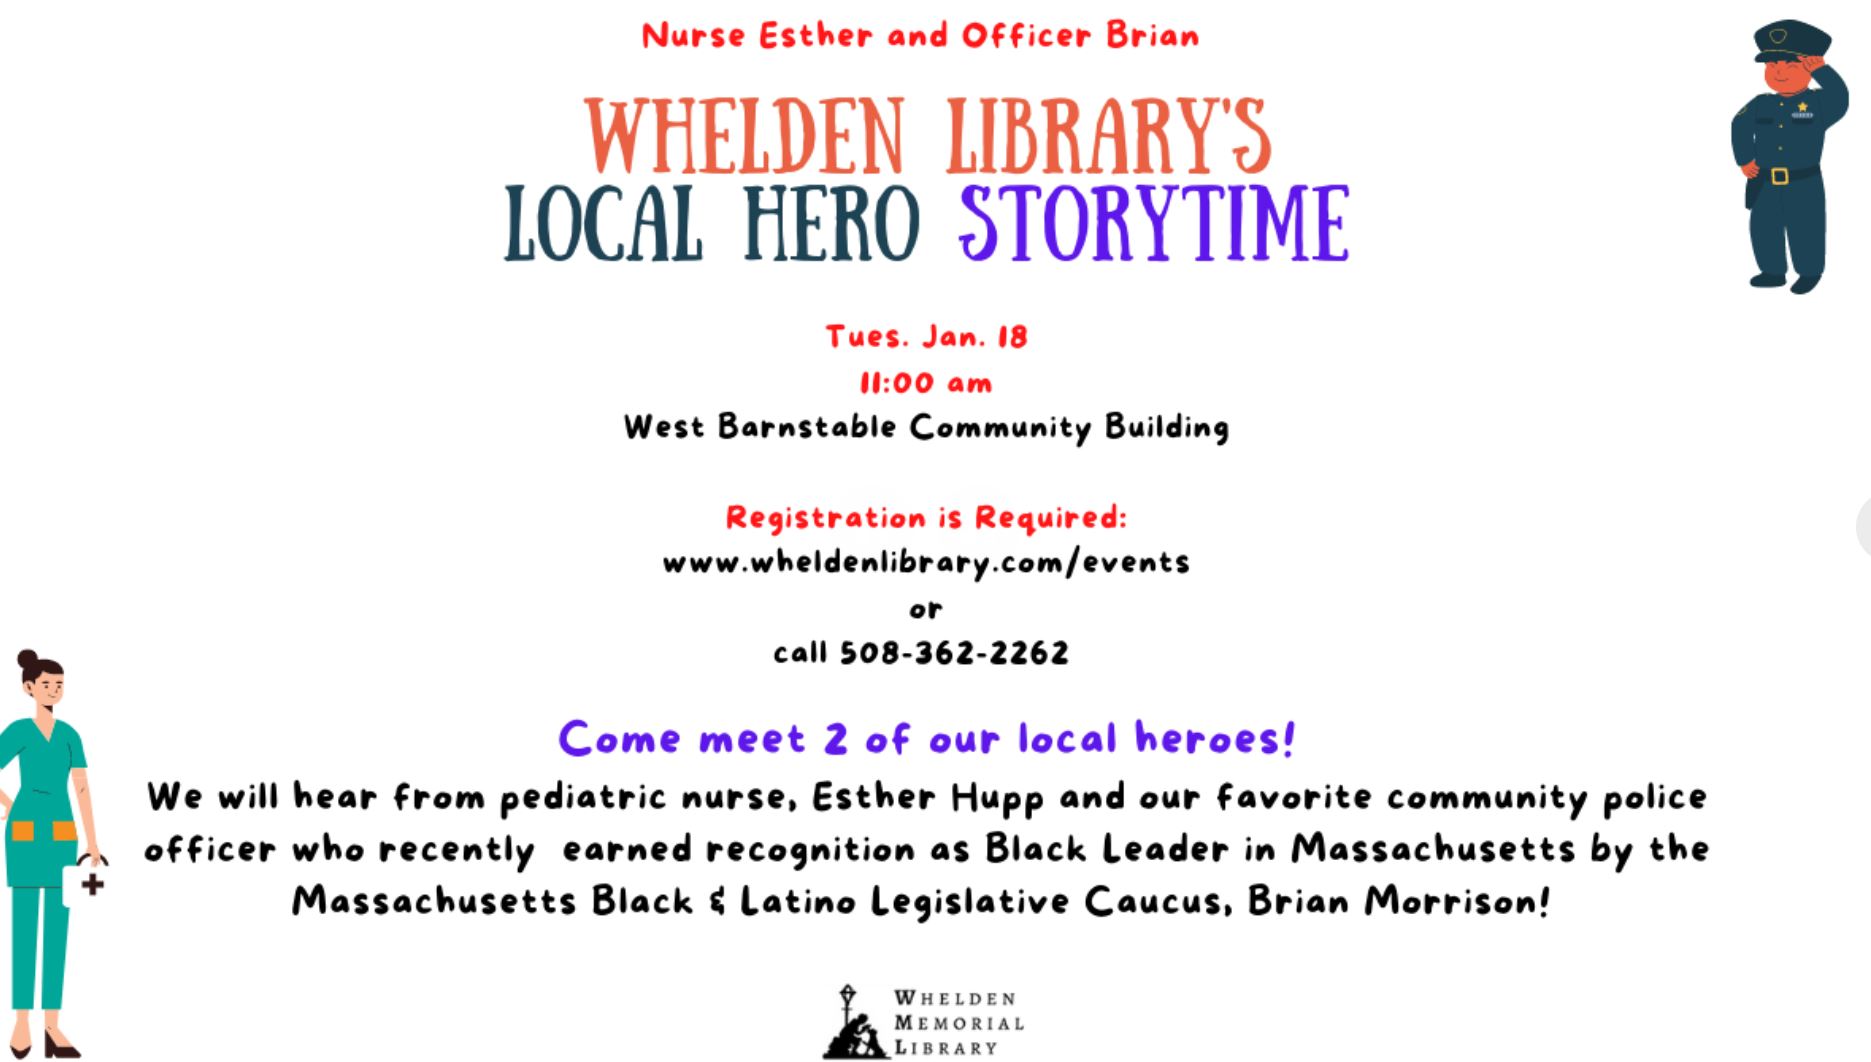 Nurse Esther and Officer Brian
WHELDEN LIBRARY'S
LOCAL HERO STORYTIME
Tues. Jan. 18
11:00 am
West Barnstable Community Building
Registration is Required:
www.wheldenlibrary.com/events
or
call 508-362-2262
Come meet 2 of our local heroes!
We will hear from pediatric nurse, Esther Hupp and our favorite community police
officer who recently earned recognition as Black Leader in Massachusetts by the
Massachusetts Black & Latino Legislative Caucus, Brian Morrison!
WHELDEN
MEMORIAL
LIBRARY